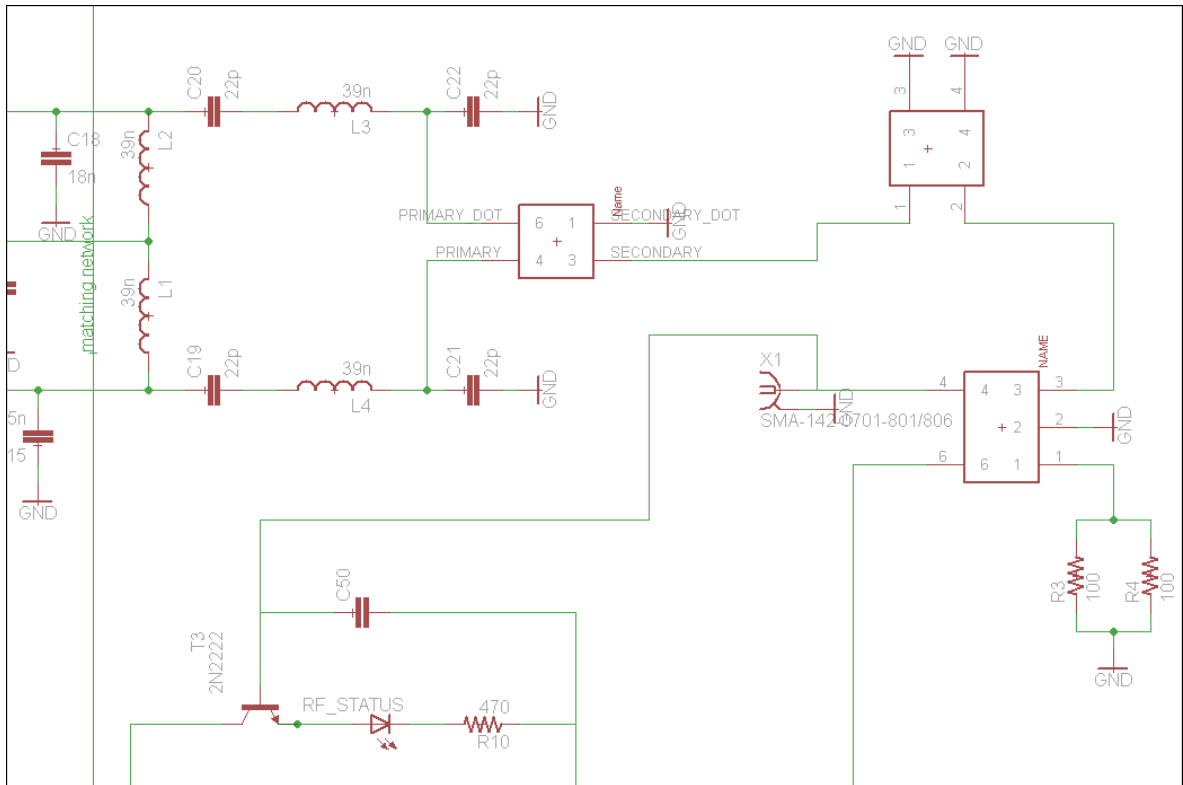 GND GND
3 4
3 4
1 2
1 2
C20 22p
39n
L3
C22 22p
GND
C18
18n
GND
39n L2
matching network
PRIMARY_DOT
6 1
Name
SECONDARY_DOT
GND
PRIMARY
4 3
SECONDARY
39n L1
D
C19 22p
39n
L4
C21 22p
GND
5n
15
GND
X1
GND
SMA-142-0701-801/806
NAME
4 4 3 3
2 2
GND
6 6 1 1
R3 100
R4 100
GND
C50
T3
2N2222
RF_STATUS
470
R10